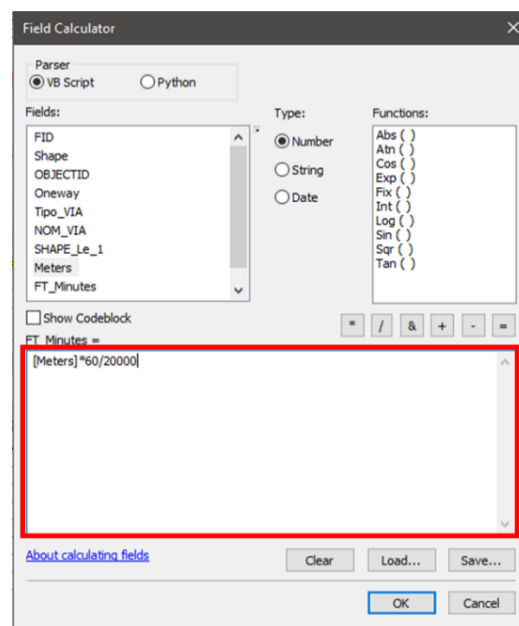 Field Calculator
Parser
VB Script Python
Fields: Type: Functions:
FID
Shape
OBJECTID
Oneway
Tipo_VIA
NOM_VIA
SHAPE_Le_1
Meters
FT_Minutes
Number
String
Date
Abs ( )
Atn ( )
Cos ( )
Exp ( )
Fix ( )
Int ( )
Log ( )
Sin ( )
Sqr ( )
Tan ( )
Show Codeblock
* / & + - =
FT_Minutes =
[Meters]*60/20000
About calculating fields Clear Load... Save...
OK Cancel